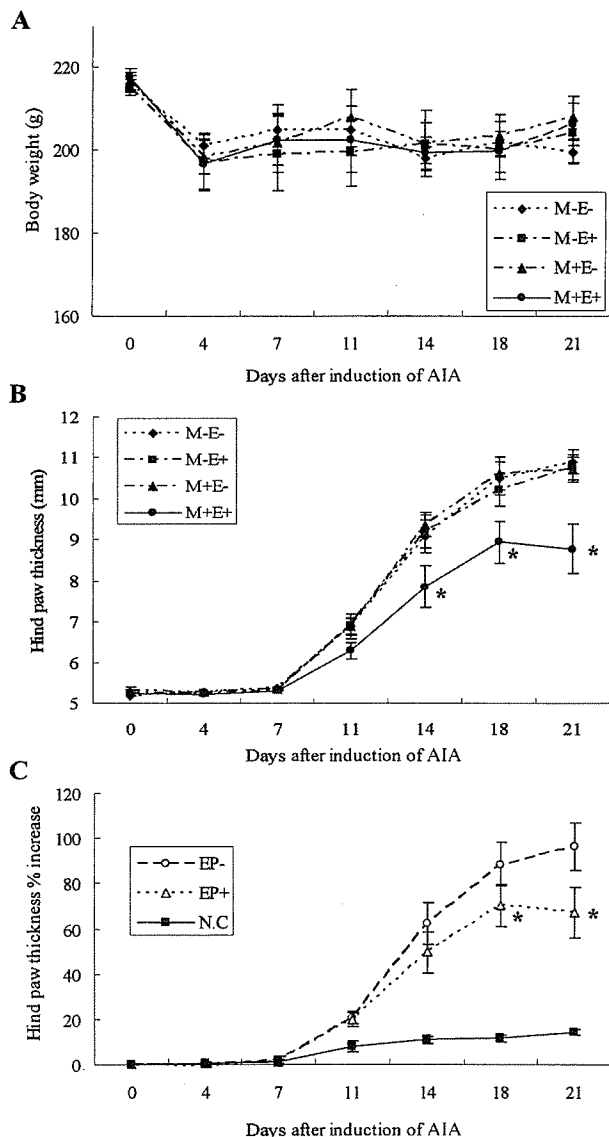 A
Body weight (g)
220
200
180
160
M-E-
M-E+
M+E-
M+E+
0 4 7 11 14 18 21
Days after induction of AIA
B
Hind paw thickness (mm)
12
11
10
9
8
7
6
5
M-E-
M-E+
M+E-
M+E+
*
*
*
0 4 7 11 14 18 21
Days after induction of AIA
C
Hind paw thickness % increase
120
100
80
60
40
20
0
EP-
EP+
N.C
*
*
0 4 7 11 14 18 21
Days after induction of AIA